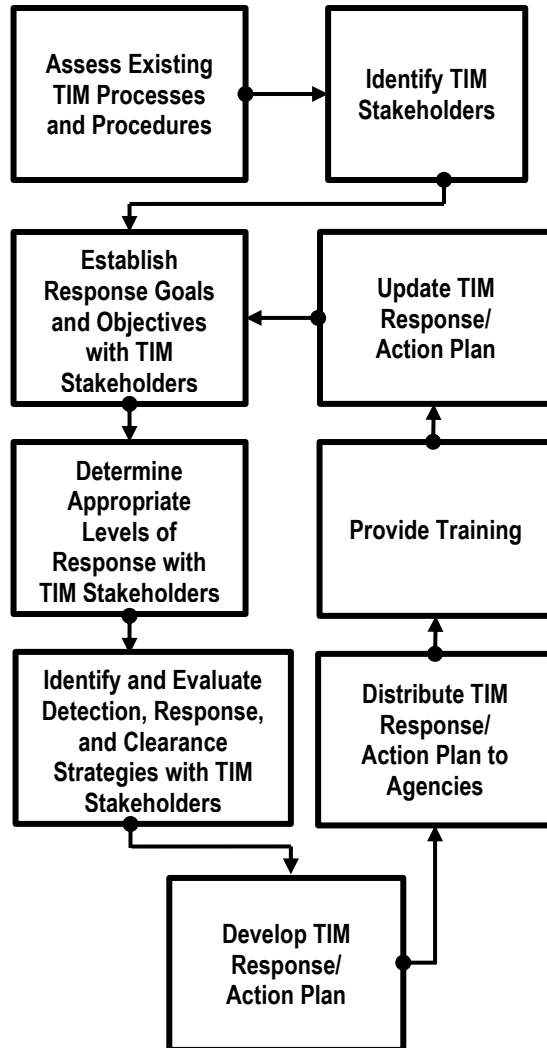 Assess Existing
TIM Processes
and Procedures
Identify TIM
Stakeholders
Establish
Response Goals
and Objectives
with TIM
Stakeholders
Update TIM
Response/
Action Plan
Determine
Appropriate
Levels of
Response with
TIM Stakeholders
Provide Training
Identify and Evaluate
Detection, Response,
and Clearance
Strategies with TIM
Stakeholders
Distribute TIM
Response/
Action Plan to
Agencies
Develop TIM
Response/
Action Plan